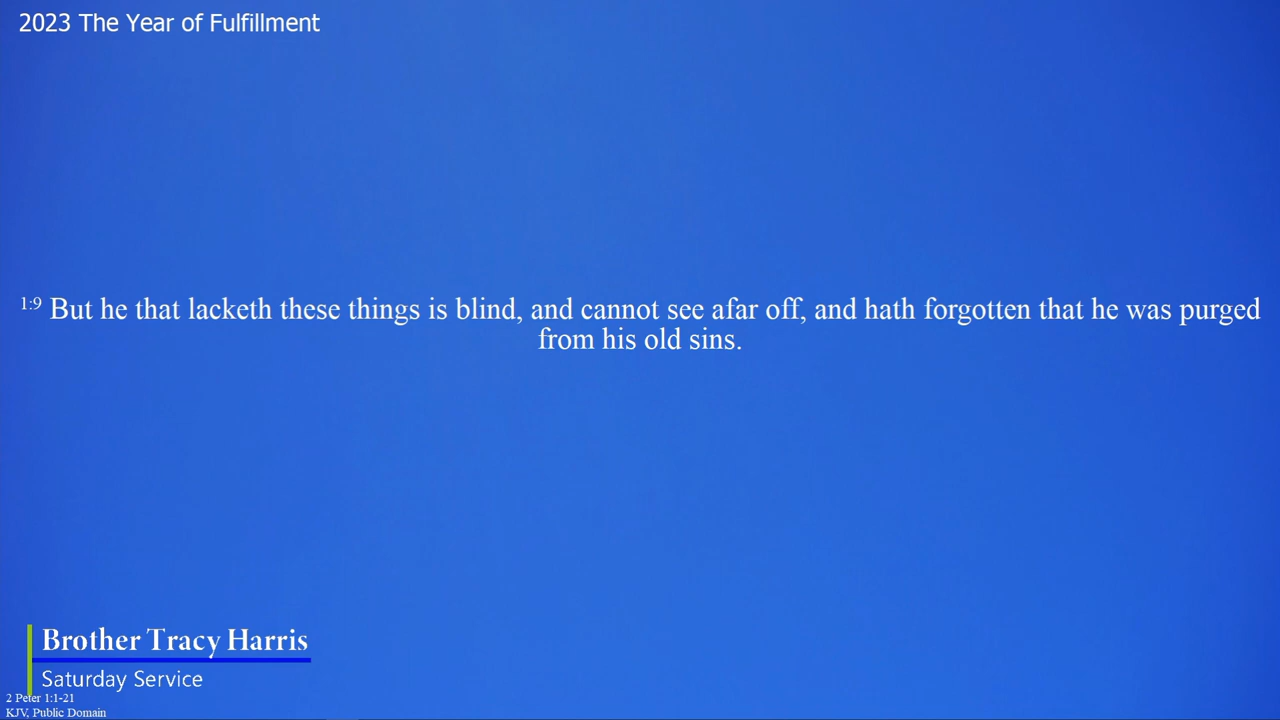 2023 The Year of Fulfillment
1:9 But he that lacketh these things is blind, and cannot see afar off, and hath forgotten that he was purged
from his old sins.
Brother Tracy Harris
Saturday Service
2 Peter 1:1-21
KJV, Public Domain